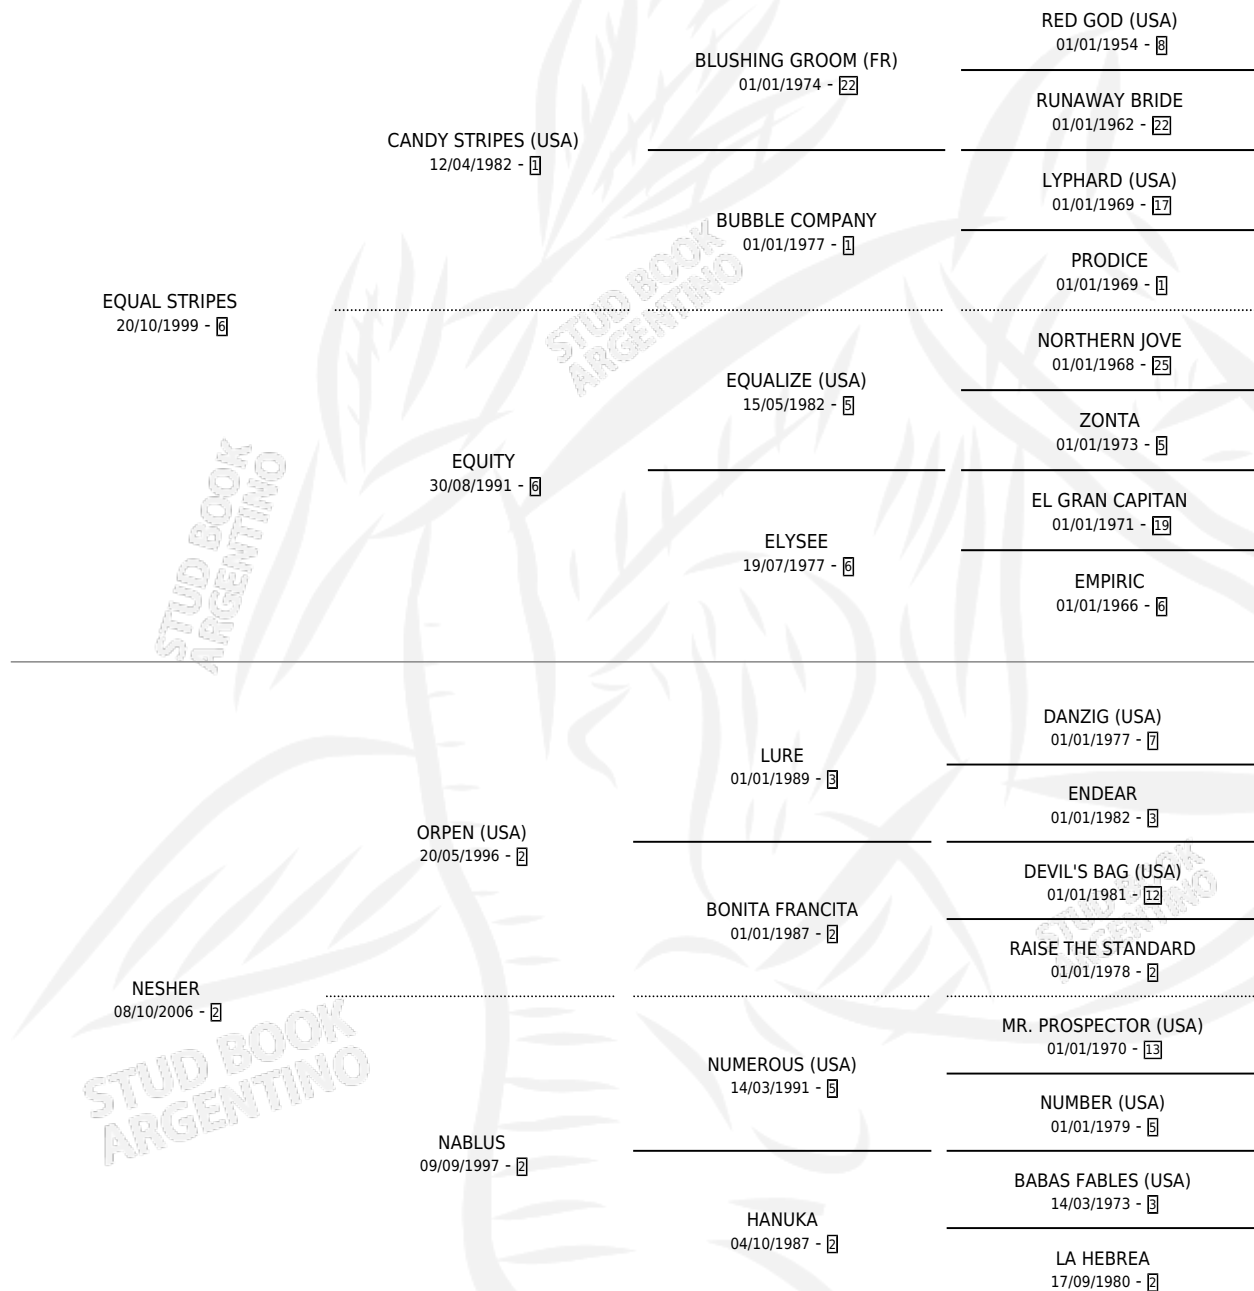 RED GOD (USA)
01/01/1954 - 8
BLUSHING GROOM (FR)
01/01/1974 - 22
RUNAWAY BRIDE
01/01/1962 - 22
CANDY STRIPES (USA)
12/04/1982 - 1
LYPHARD (USA)
01/01/1969 - 17
BUBBLE COMPANY
01/01/1977 - 1
PRODICE
01/01/1969 - 1
EQUAL STRIPES
20/10/1999 - 6
NORTHERN JOVE
01/01/1968 - 25
EQUALIZE (USA)
15/05/1982 - 5
ZONTA
01/01/1973 - 5
EQUITY
30/08/1991 - 6
EL GRAN CAPITAN
01/01/1971 - 19
ELYSEE
19/07/1977 - 6
EMPIRIC
01/01/1966 - 6
STUD BOOK
ARGENTINO
STUD BOOK
ARGENTINO
DANZIG (USA)
01/01/1977 - 7
LURE
01/01/1989 - 3
ENDEAR
01/01/1982 - 3
ORPEN (USA)
20/05/1996 - 2
DEVIL'S BAG (USA)
01/01/1981 - 12
BONITA FRANCITA
01/01/1987 - 2
RAISE THE STANDARD
01/01/1978 - 2
NESHER
08/10/2006 - 2
MR. PROSPECTOR (USA)
01/01/1970 - 13
NUMEROUS (USA)
14/03/1991 - 5
NUMBER (USA)
01/01/1979 - 5
NABLUS
09/09/1997 - 2
BABAS FABLES (USA)
14/03/1973 - 3
HANUKA
04/10/1987 - 2
LA HEBREA
17/09/1980 - 2
STUD BOOK
ARGENTINO
STUD BOOK
ARGENTINO